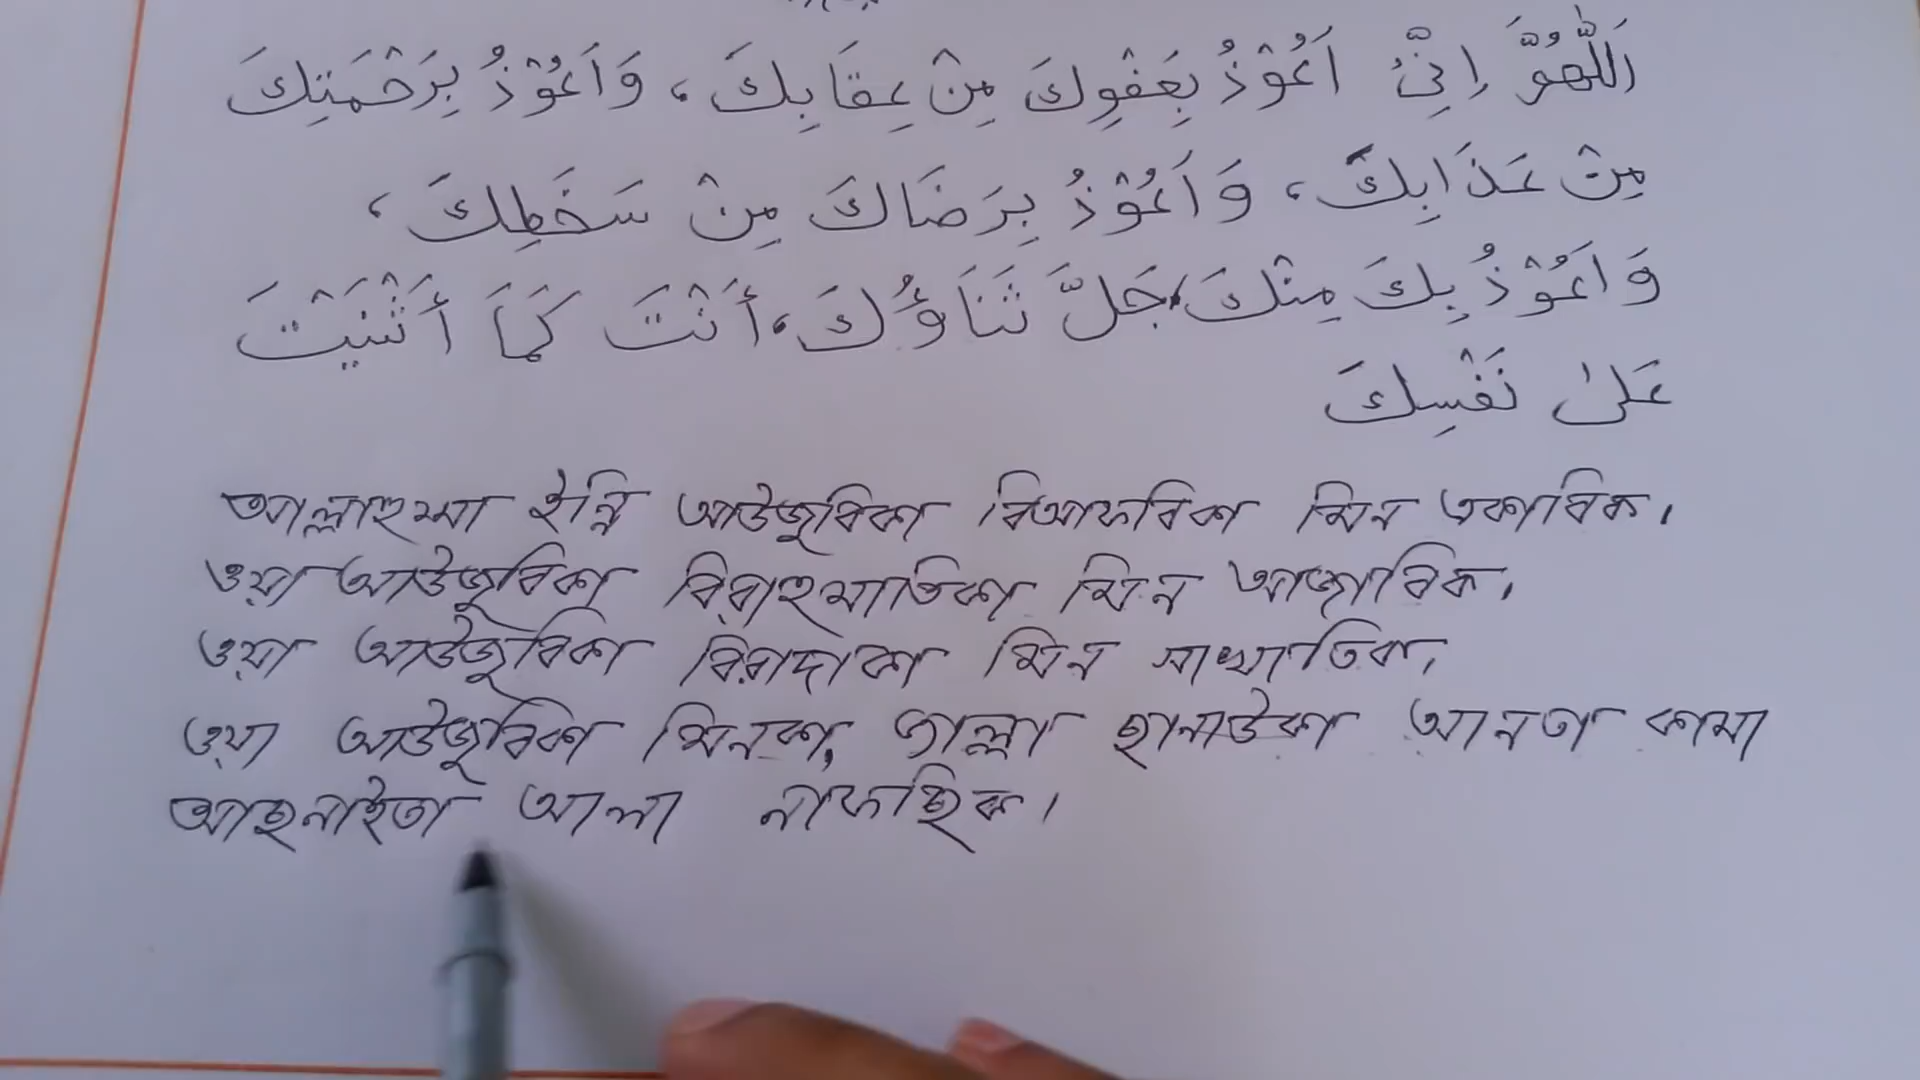 اَللّٰهُمَّ اِنِّيْ اَعُوْذُ بِعَفْوِكَ مِنْ عِقَابِكَ، وَاَعُوْذُ بِرَحْمَتِكَ
مِنْ عَذَابِكَ، وَاَعُوْذُ بِرَضَاكَ مِنْ سَخَطِكَ،
وَاَعُوْذُ بِكَ مِنْكَ، جَلَّ ثَنَاؤُكَ، أَنْتَ كَمَا أَثْنَيْتَ
عَلٰى نَفْسِكَ
আল্লাহুম্মা ইন্নি আউজুবিকা বিআফবিকা মিন একাবিক।
ওয়া আউজুবিকা বিরাহমাতিকা মিন আজাবিক।
ওয়া আউজুবিকা বিরাদাকা মিন সাখাতিক।
ওয়া আউজুবিকা মিনকা, জাল্লা ছানাউকা আনতা কামা
আছনাইতা আলা নাফছিক।